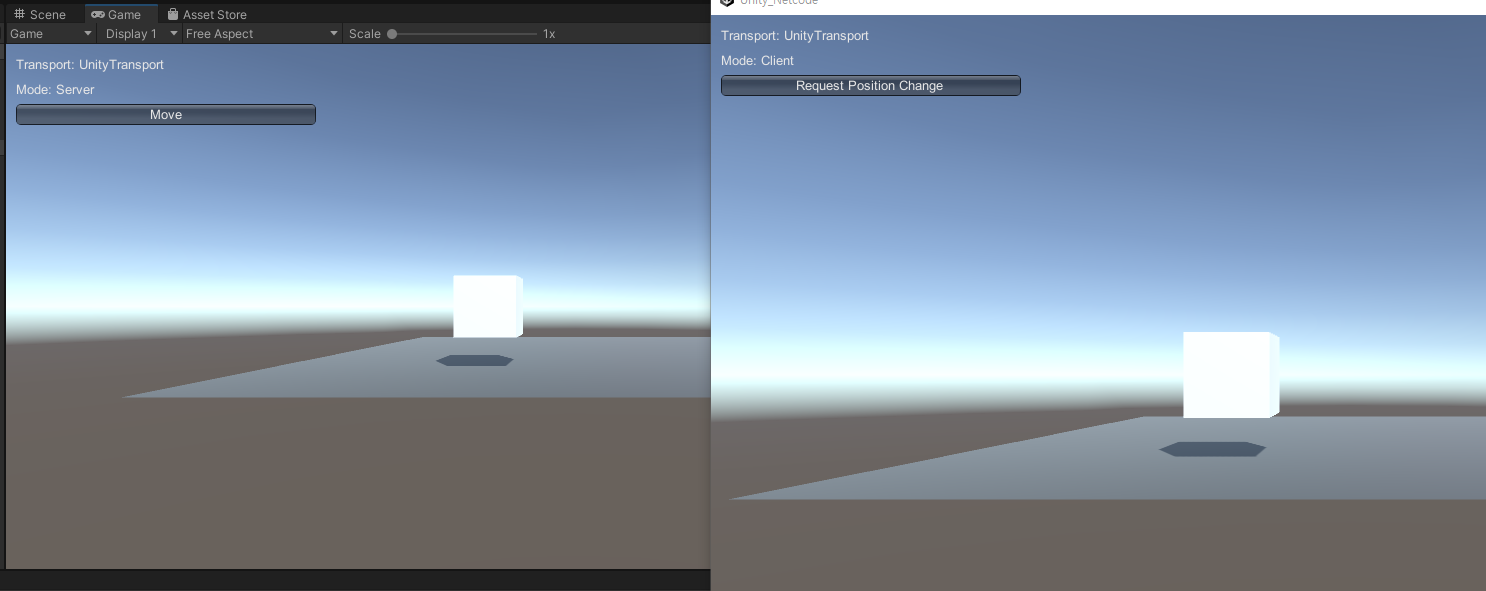 Scene Game Asset Store
Game Display 1 Free Aspect Scale 1x
Transport: UnityTransport
Mode: Server
Move
Unity_Netcode
Transport: UnityTransport
Mode: Client
Request Position Change